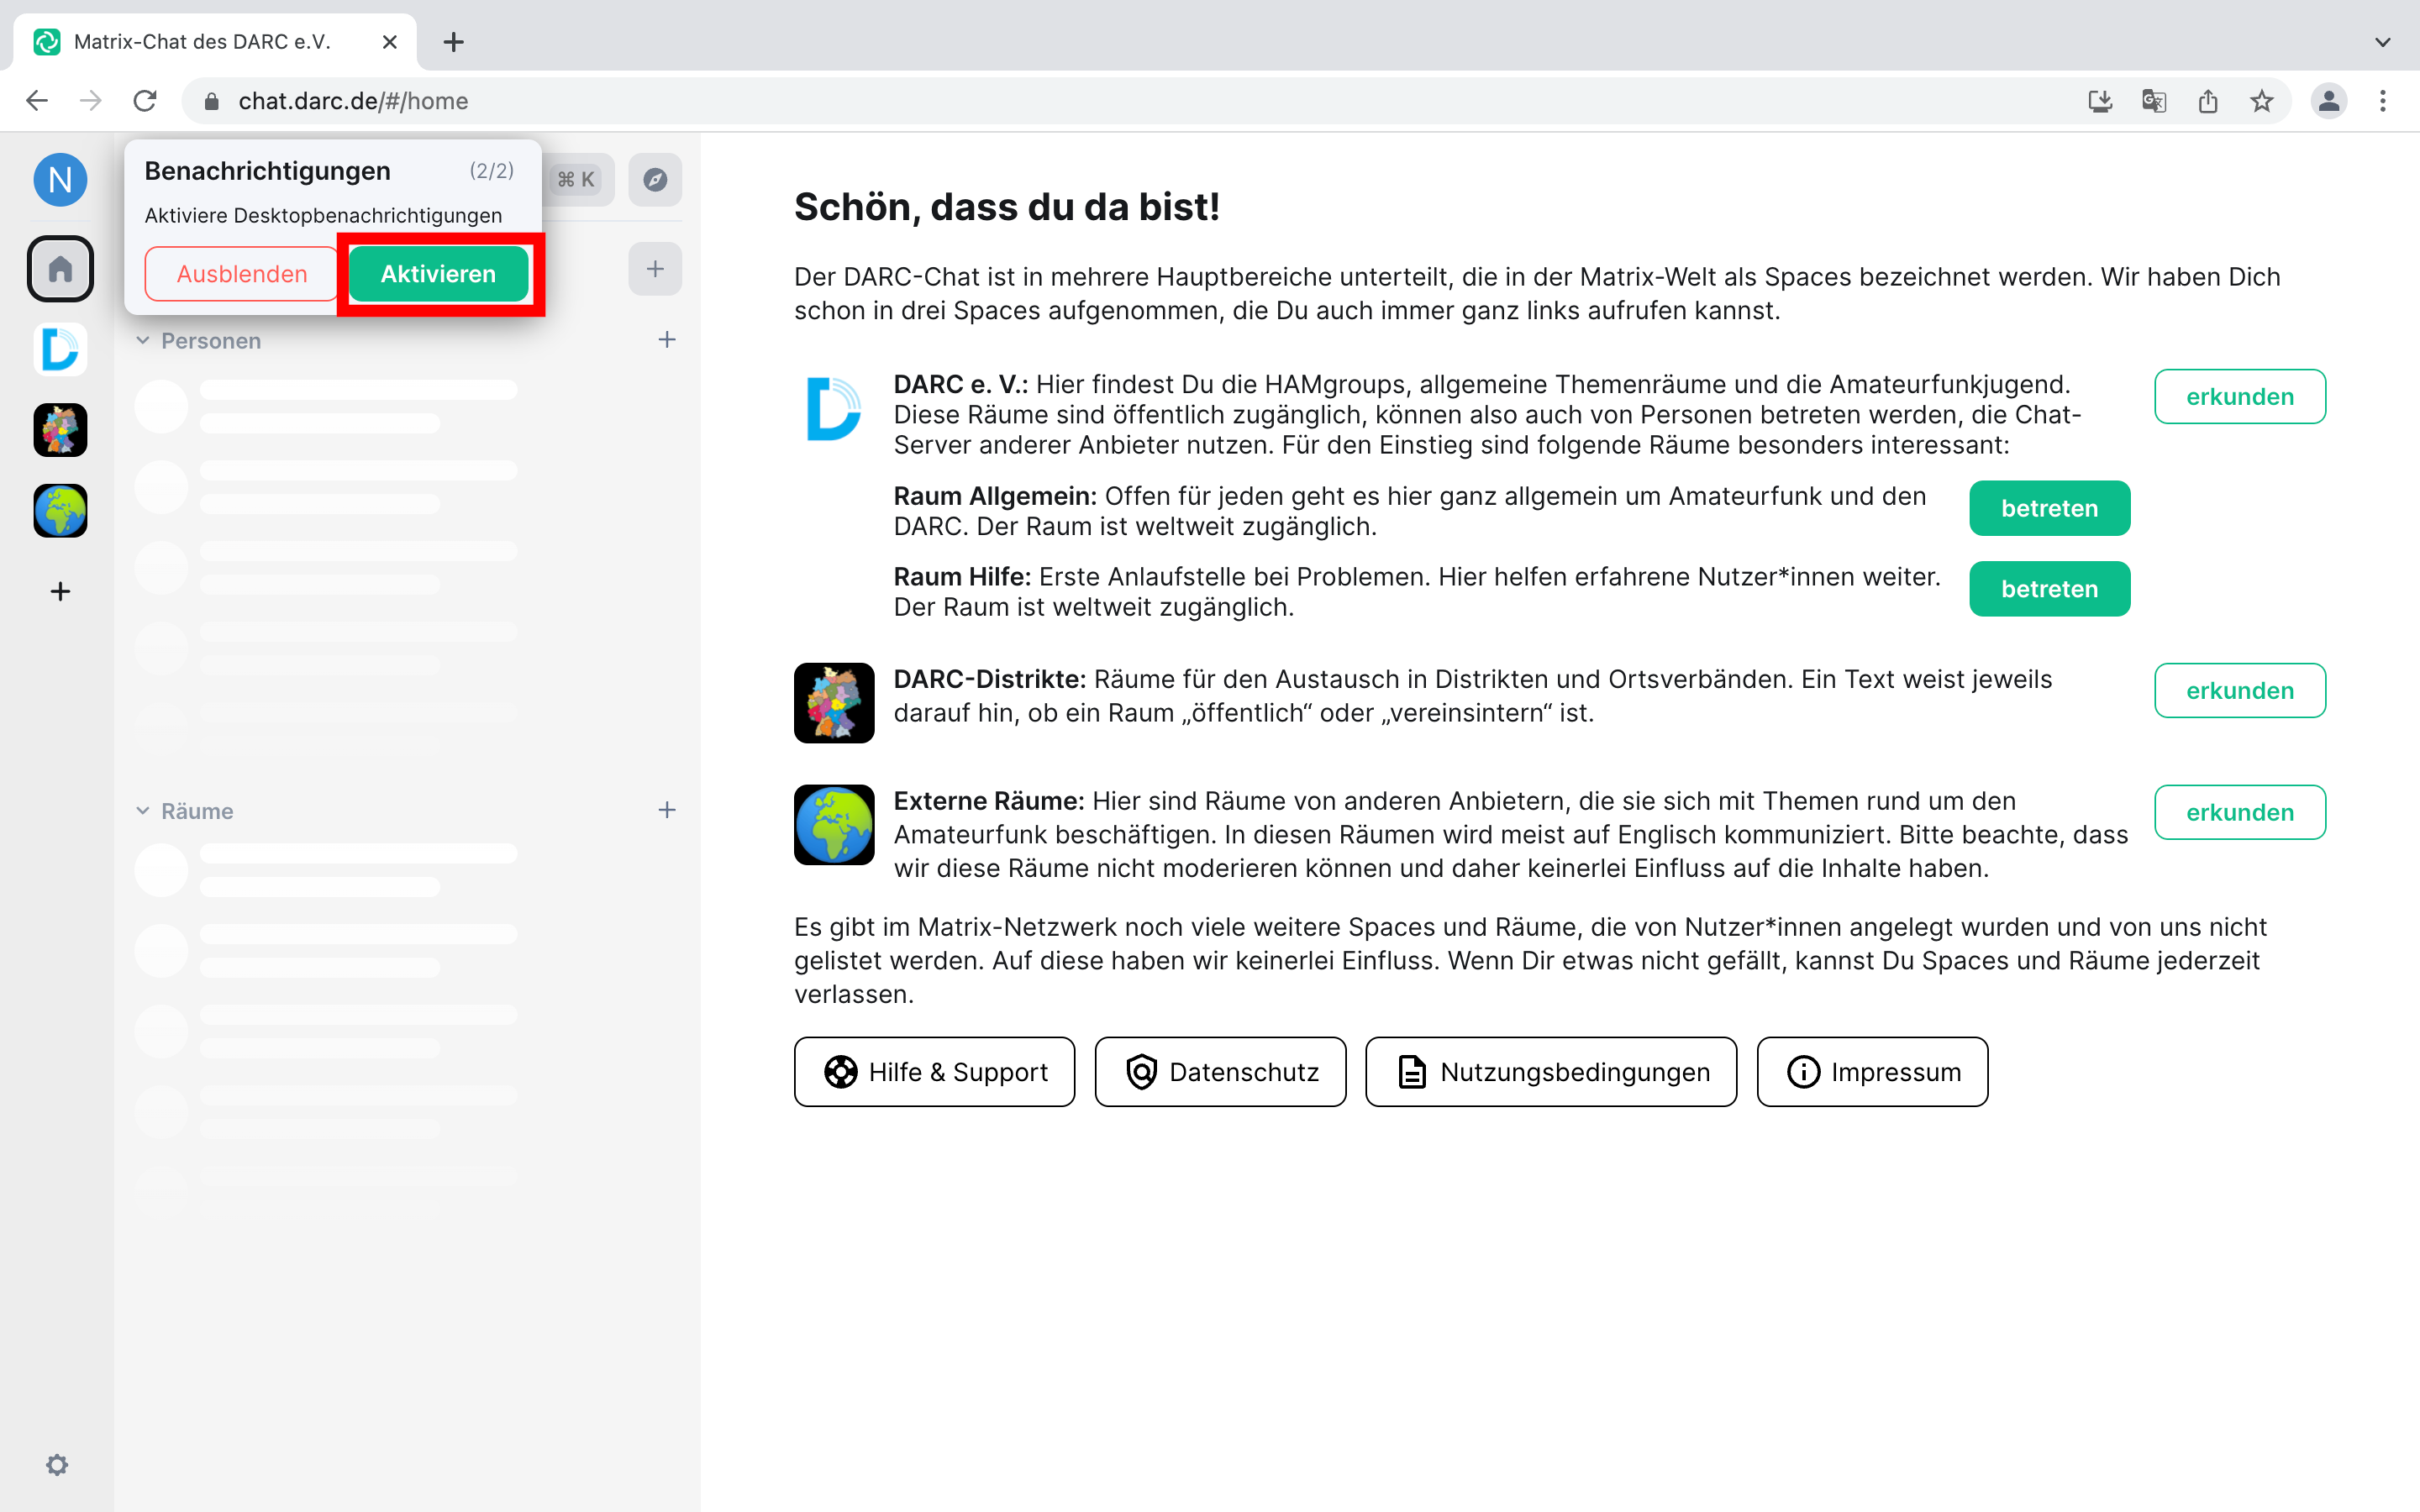 Matrix-Chat des DARC e.V.
chat.darc.de/#/home
N
Benachrichtigungen (2/2)
Aktiviere Desktopbenachrichtigungen
Ausblenden Aktivieren
⌘ K
Personen
Räume
Schön, dass du da bist!
Der DARC-Chat ist in mehrere Hauptbereiche unterteilt, die in der Matrix-Welt als Spaces bezeichnet werden. Wir haben Dich
schon in drei Spaces aufgenommen, die Du auch immer ganz links aufrufen kannst.
DARC e. V.: Hier findest Du die HAMgroups, allgemeine Themenräume und die Amateurfunkjugend.
Diese Räume sind öffentlich zugänglich, können also auch von Personen betreten werden, die Chat-
Server anderer Anbieter nutzen. Für den Einstieg sind folgende Räume besonders interessant:
erkunden
Raum Allgemein: Offen für jeden geht es hier ganz allgemein um Amateurfunk und den
DARC. Der Raum ist weltweit zugänglich.
betreten
Raum Hilfe: Erste Anlaufstelle bei Problemen. Hier helfen erfahrene Nutzer*innen weiter.
Der Raum ist weltweit zugänglich.
betreten
DARC-Distrikte: Räume für den Austausch in Distrikten und Ortsverbänden. Ein Text weist jeweils
darauf hin, ob ein Raum „öffentlich“ oder „vereinsintern“ ist.
erkunden
Externe Räume: Hier sind Räume von anderen Anbietern, die sie sich mit Themen rund um den
Amateurfunk beschäftigen. In diesen Räumen wird meist auf Englisch kommuniziert. Bitte beachte, dass
wir diese Räume nicht moderieren können und daher keinerlei Einfluss auf die Inhalte haben.
erkunden
Es gibt im Matrix-Netzwerk noch viele weitere Spaces und Räume, die von Nutzer*innen angelegt wurden und von uns nicht
gelistet werden. Auf diese haben wir keinerlei Einfluss. Wenn Dir etwas nicht gefällt, kannst Du Spaces und Räume jederzeit
verlassen.
Hilfe & Support Datenschutz Nutzungsbedingungen Impressum